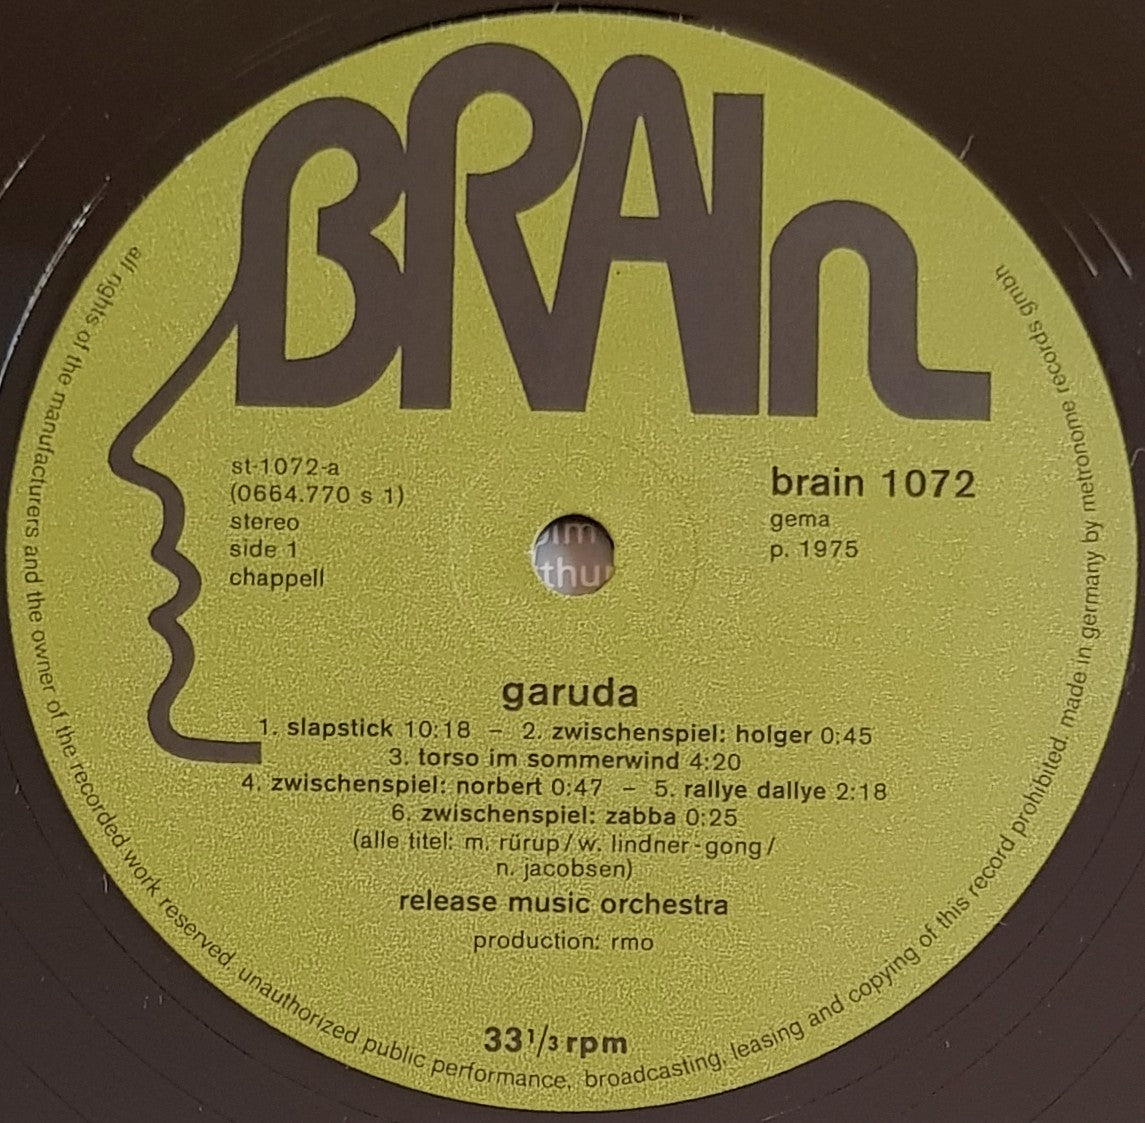 BRAIn
st-1072-a
(0664.770 s 1)
stereo
side 1
chappell
brain 1072
gema
p. 1975
garuda
1. slapstick 10:18 – 2. zwischenspiel: holger 0:45
3. torso im sommerwind 4:20
4. zwischenspiel: norbert 0:47 – 5. rallye dallye 2:18
6. zwischenspiel: zabba 0:25
(alle titel: m. rürup/w. lindner-gong/
n. jacobsen)
release music orchestra
production: rmo
33 1/3 rpm
all rights of the manufacturers and the owner of the recorded work reserved. unauthorized public performance, broadcasting, leasing and copying of this record prohibited. made in germany by metronome records gmbh